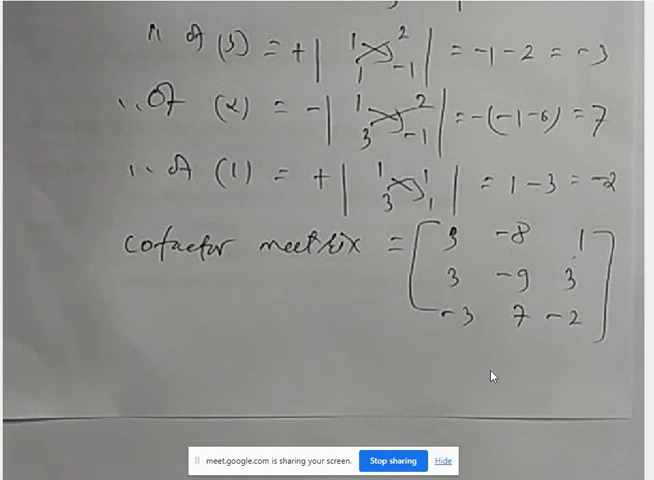 " of (3) = + | 1 2 1 -1 | = -1 - 2 = -3
".. Of (2) = - | 1 2 3 -1 | = -(-1-6) = 7
".. of (1) = + | 1 1 3 1 | = 1 - 3 = -2
cofactor meetrix = [ 3 -8 1
3 -9 3
-3 7 -2 ]
meet.google.com is sharing your screen. Stop sharing Hide